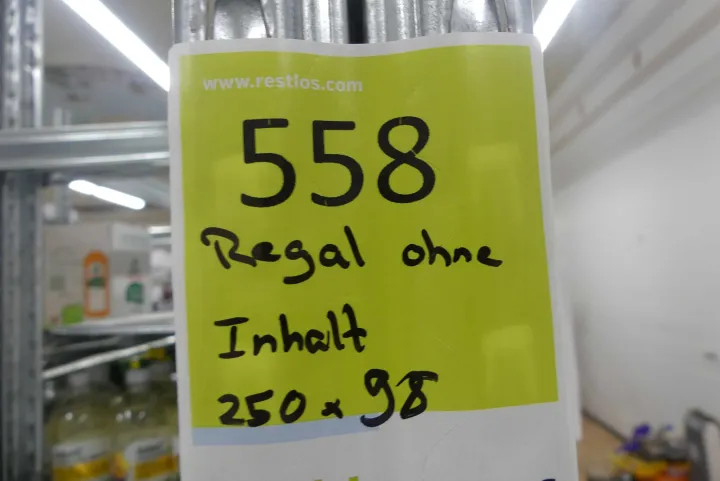 www.restlos.com
558
Regal ohne
Inhalt
250 x 98